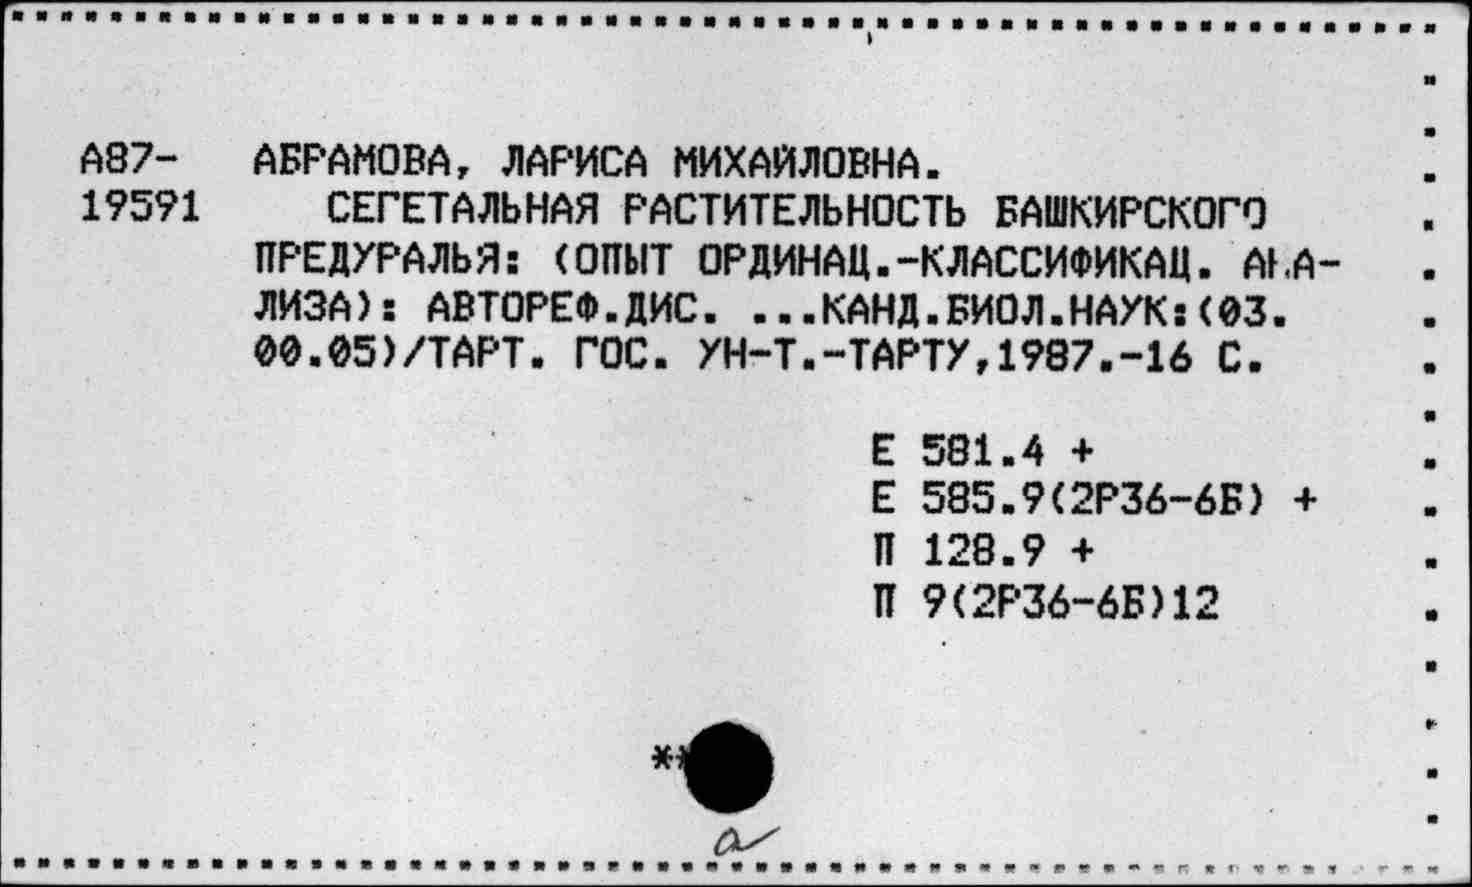 А87- АБРАМОВА, ЛАРИСА МИХАЙЛОВНА.
19591 СЕГЕТАЛЬНАЯ РАСТИТЕЛЬНОСТЬ БАШКИРСКОГО
ПРЕДУРАЛЬЯ: (ОПЫТ ОРДИНАЦ.-КЛАССИФИКАЦ. АНА-
ЛИЗА): АВТОРЕФ.ДИС. ...КАНД.БИОЛ.НАУК:(03.
00.05)/ТАРТ. ГОС. УН-Т.-ТАРТУ,1987.-16 С.
Е 581.4 +
Е 585.9(2Р36-6Б) +
П 128.9 +
П 9(2Р36-6Б)12
**
a